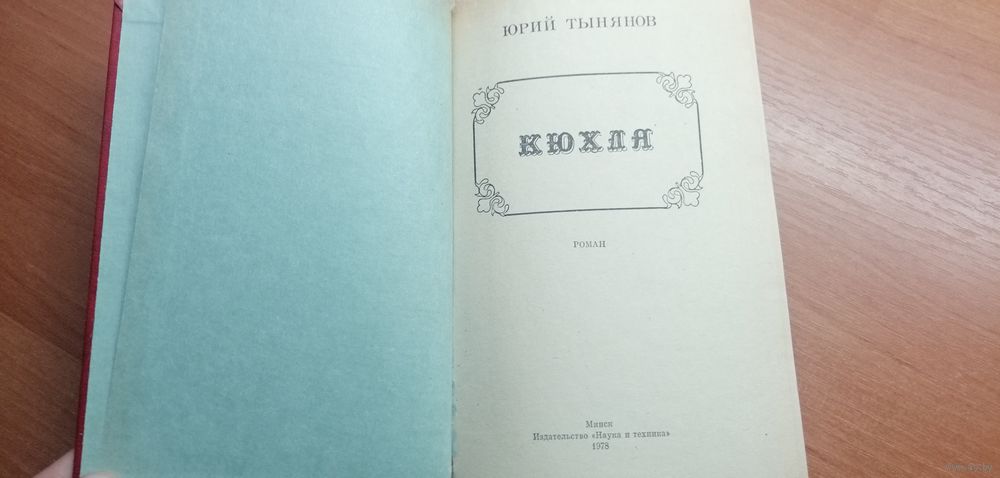 ЮРИЙ ТЫНЯНОВ
КЮХЛЯ
РОМАН
Минск
Издательство «Наука и техника»
1978